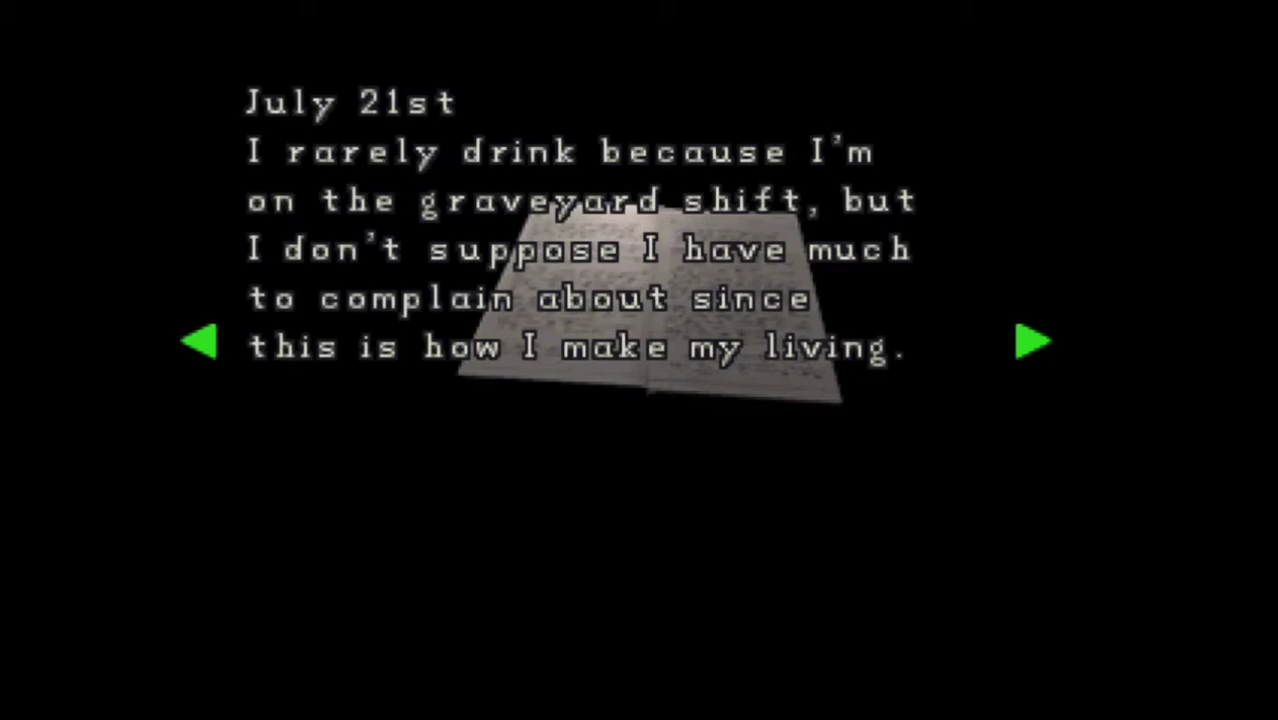 July 21st
I rarely drink because I'm
on the graveyard shift, but
I don't suppose I have much
to complain about since
this is how I make my living.